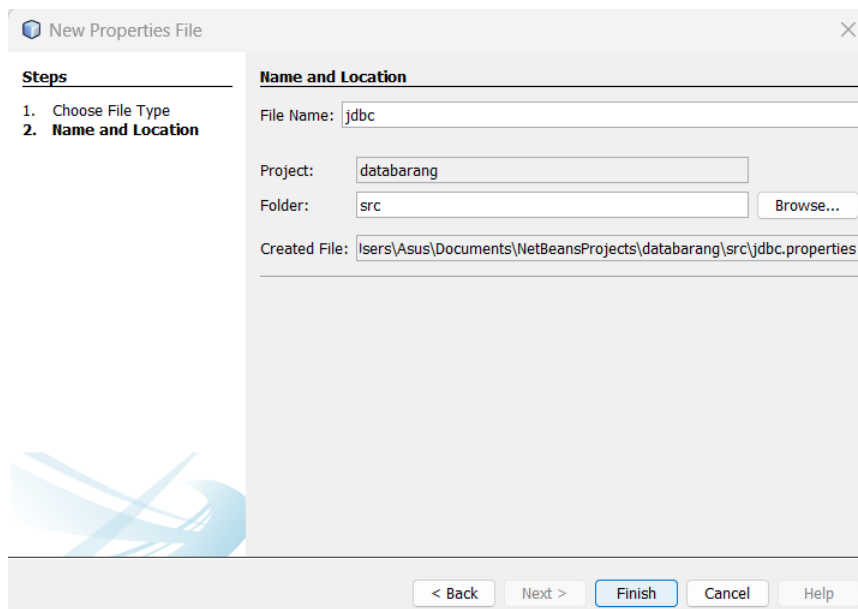 New Properties File
Steps
1. Choose File Type
2. Name and Location
Name and Location
File Name: jdbc
Project: databarang
Folder: src Browse...
Created File: Isers\Asus\Documents\NetBeansProjects\databarang\src\jdbc.properties
< Back Next > Finish Cancel Help